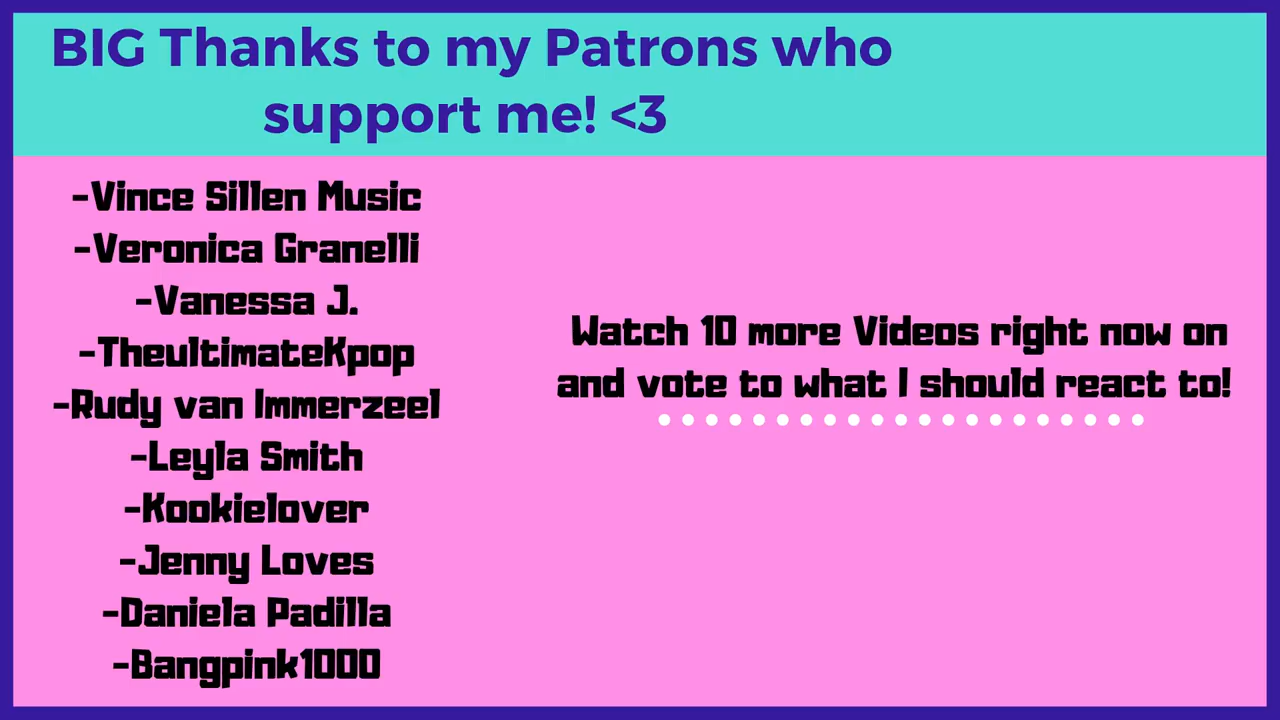 BIG Thanks to my Patrons who
support me! <3
-Vince Sillen Music
-Veronica Granelli
-Vanessa J.
-TheultimateKpop
-Rudy van Immerzeel
-Leyla Smith
-Kookielover
-Jenny Loves
-Daniela Padilla
-Bangpink1000
Watch 10 more Videos right now on
and vote to what I should react to!